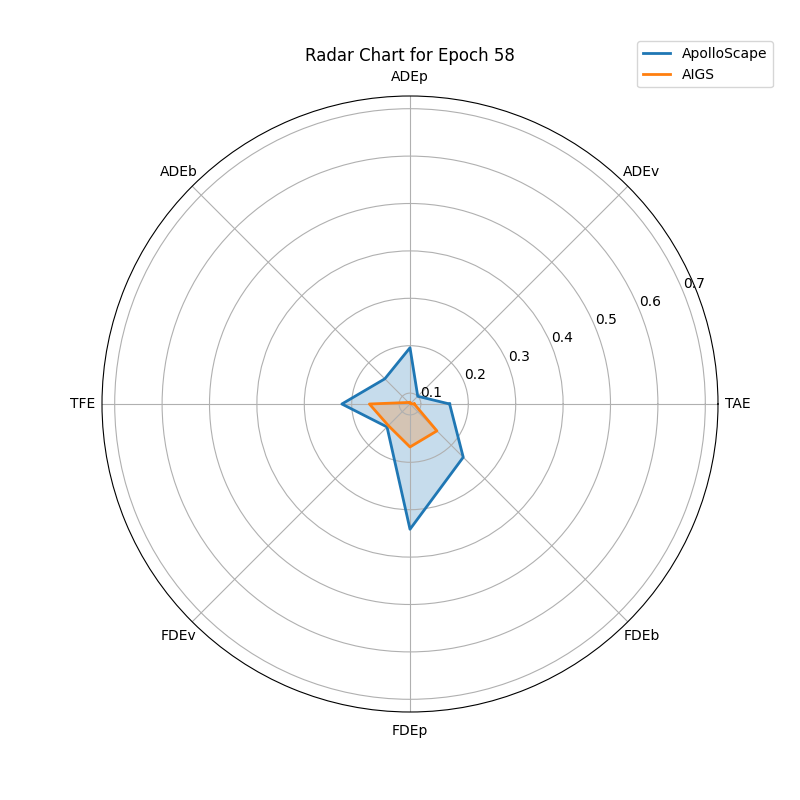 Radar Chart for Epoch 58
ApolloScape
AIGS
ADEp
ADEb
ADEv
0.7
0.6
0.5
0.4
0.3
0.2
0.1
TFE
TAE
FDEv
FDEb
FDEp